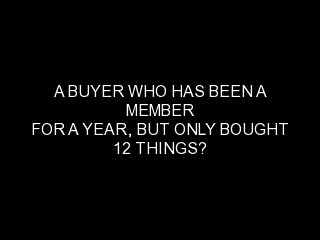 A BUYER WHO HAS BEEN A
MEMBER
FOR A YEAR, BUT ONLY BOUGHT
12 THINGS?